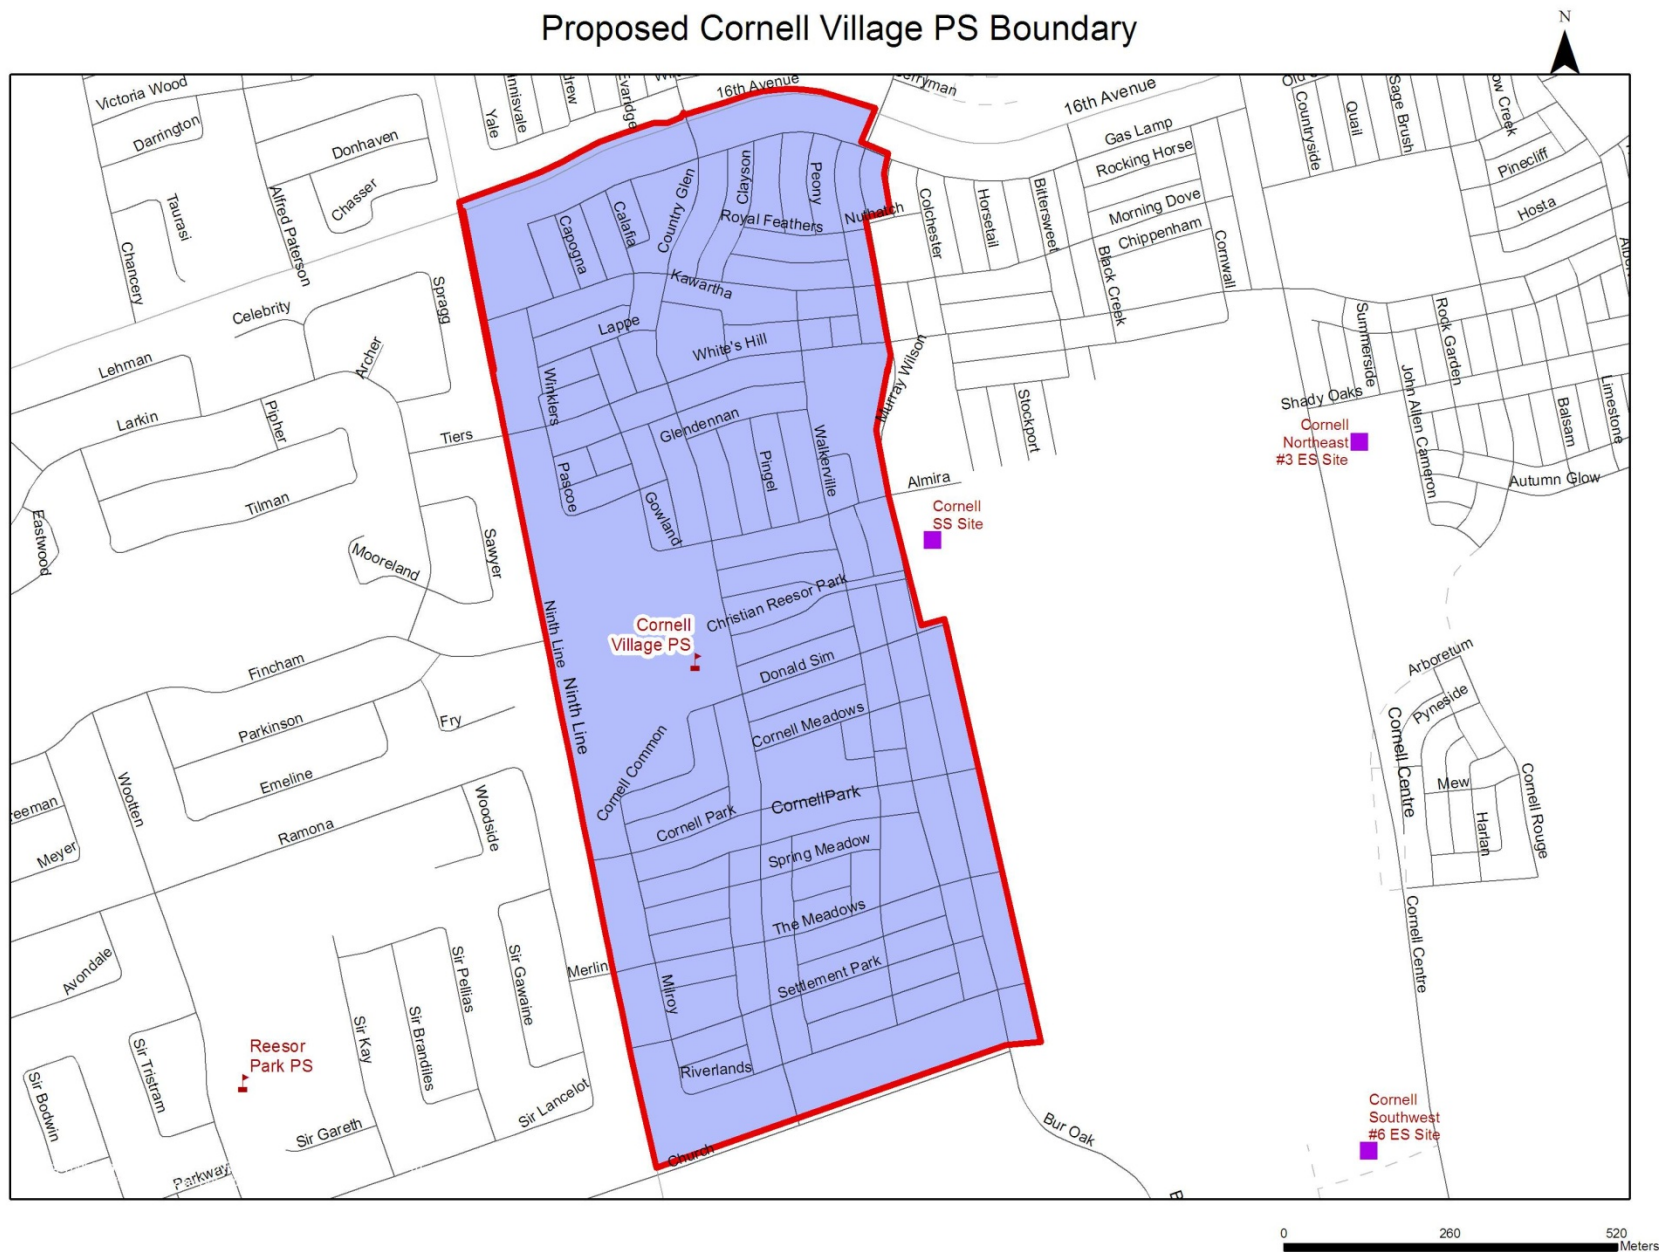 Proposed Cornell Village PS Boundary
N
Victoria Wood
Darrington
Donhaven
Chasser
Taurasi
Alfred Paterson
Chancery
Yale
Evaridge
16th Avenue
16th Avenue
Gas Lamp
Rocking Horse
Morning Dove
Chippenham
Countryside
Quail
Sage Brush
Pinecliff
Hosta
Capogna
Calafia
Country Glen
Clayson
Peony
Royal Feathers
Nuthatch
Colchester
Horsetail
Bittersweet
Black Creek
Cornwall
Celebrity
Spragg
Lehman
Archer
Larkin
Pipher
Tiers
Tilman
Kawartha
Lappe
White's Hill
Winklers
Glendennan
Murray Wilson
Stockport
Summerside
Rock Garden
Shady Oaks
John Allen Cameron
Balsam
Limestone
Autumn Glow
Cornell
Northeast
#3 ES Site
Pascoe
Gowland
Pingel
Walkerville
Almira
Cornell
SS Site
Eastwood
Mooreland
Sawyer
Christian Reesor Park
Cornell
Village PS
Ninth Line
Ninth Line
Donald Sim
Cornell Meadows
Fincham
Parkinson
Fry
Emeline
Wootten
Ramona
Woodside
Meyer
Arboretum
Pyneside
Cornell Centre
Mew
Harlan
Cornell Rouge
Cornell Common
Cornell Park
CornellPark
Spring Meadow
The Meadows
Settlement Park
Cornell Centre
Avondale
Merlin
Milroy
Sir Gawaine
Sir Pellias
Sir Brandiles
Sir Kay
Reesor
Park PS
Sir Tristram
Sir Bodwin
Sir Gareth
Sir Lancelot
Riverlands
Church
Bur Oak
Parkway
Cornell
Southwest
#6 ES Site
0 260 520
Meters